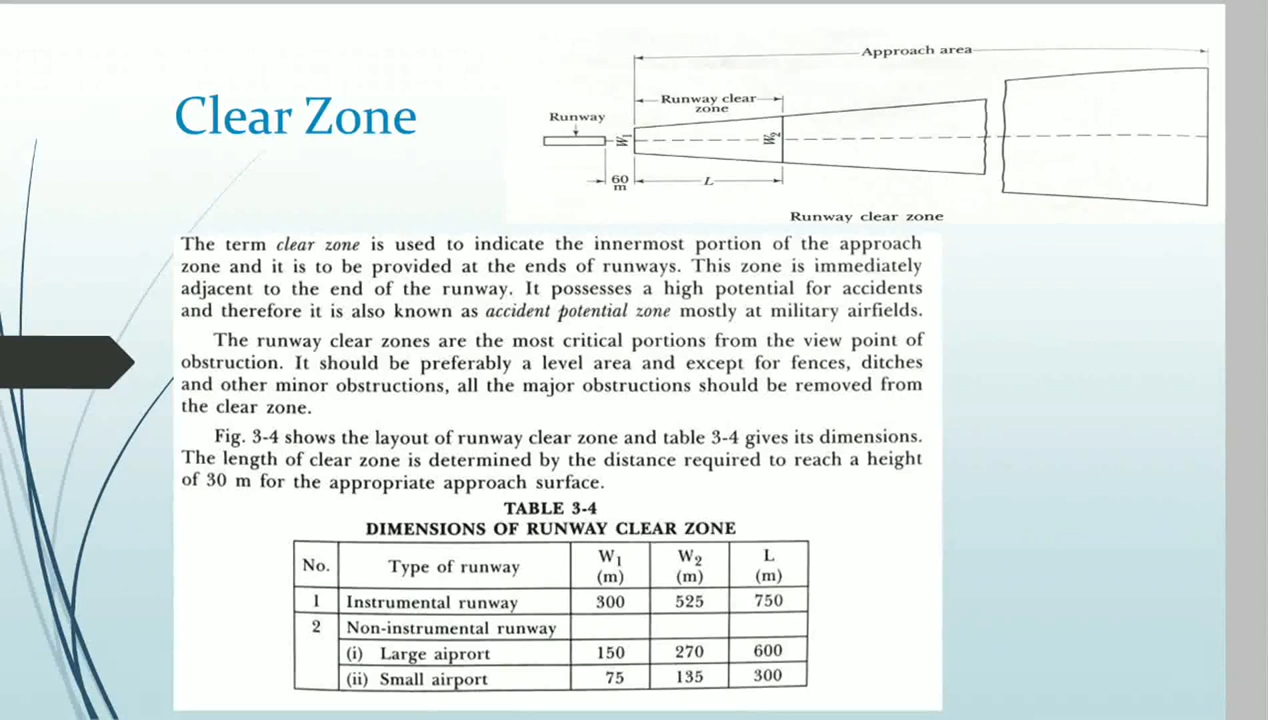 Clear Zone
Approach area
Runway clear
zone
Runway
W1
W2
60
m
L
Runway clear zone
The term clear zone is used to indicate the innermost portion of the approach
zone and it is to be provided at the ends of runways. This zone is immediately
adjacent to the end of the runway. It possesses a high potential for accidents
and therefore it is also known as accident potential zone mostly at military airfields.
The runway clear zones are the most critical portions from the view point of
obstruction. It should be preferably a level area and except for fences, ditches
and other minor obstructions, all the major obstructions should be removed from
the clear zone.
Fig. 3-4 shows the layout of runway clear zone and table 3-4 gives its dimensions.
The length of clear zone is determined by the distance required to reach a height
of 30 m for the appropriate approach surface.
TABLE 3-4
DIMENSIONS OF RUNWAY CLEAR ZONE
No. Type of runway W1 (m) W2 (m) L (m)
1 Instrumental runway 300 525 750
2 Non-instrumental runway
(i) Large aiprort 150 270 600
(ii) Small airport 75 135 300